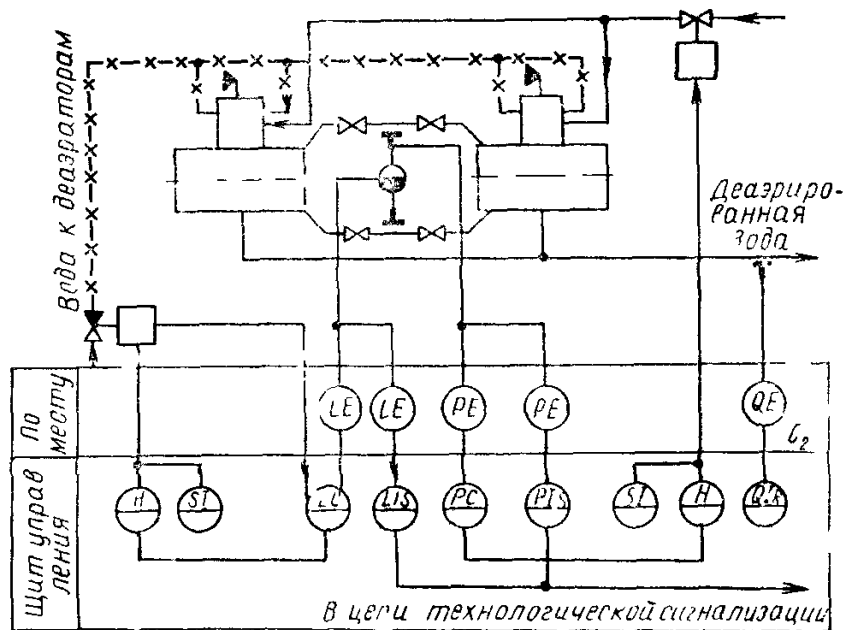 Вода к деаэраторам
Деаэриро-
ванная
вода
По
месту
LE
LE
PE
PE
QE
Щит управ
ления
H
SI
LC
LIS
PC
PIS
SI
H
В цепи технологической сигнализации